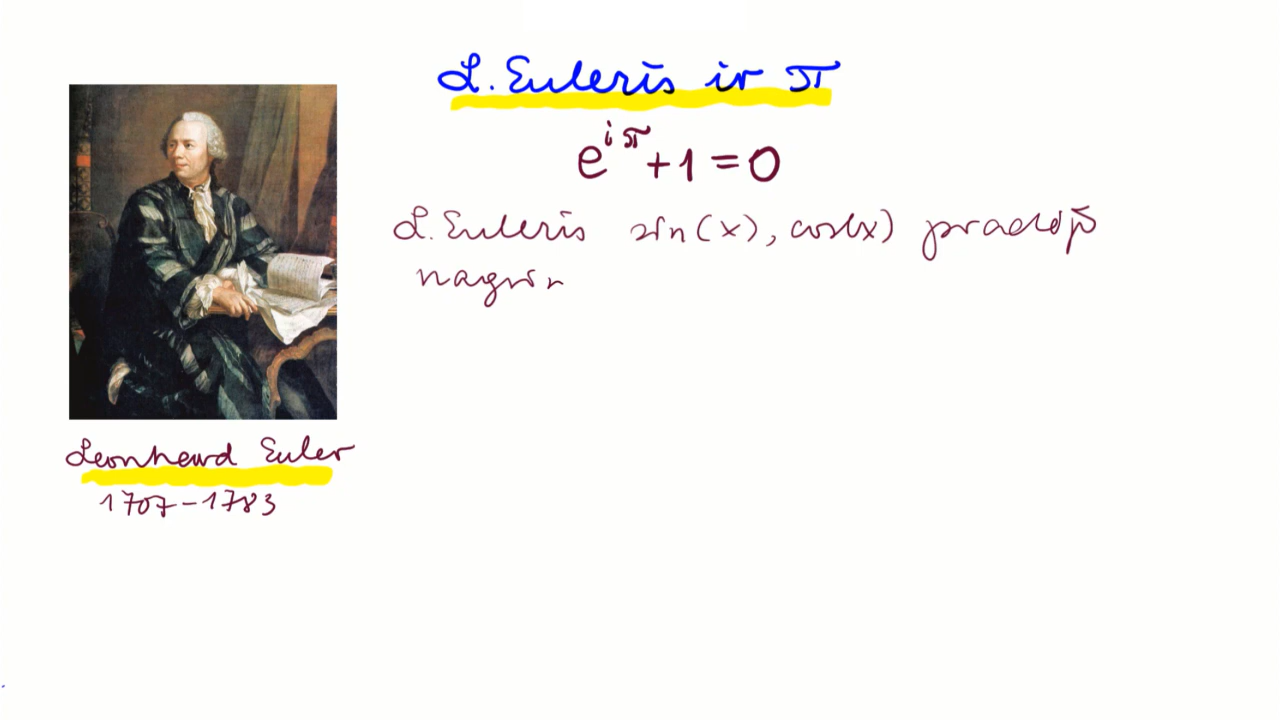 L. Euleris ir π
e^{iπ} + 1 = 0
L. Euleris sin(x), cos(x) pradėjo
Leonhard Euler
1707 – 1783